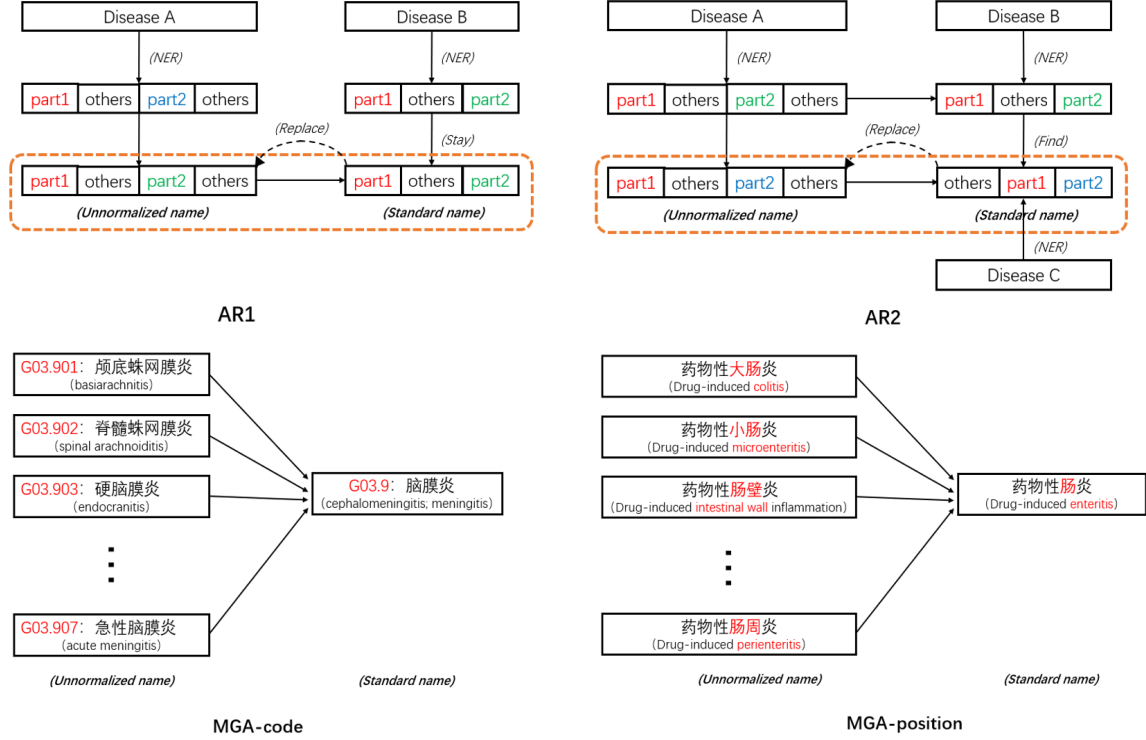 Disease A
Disease B
(NER)
(NER)
part1 others part2 others
part1 others part2
(Replace)
(Stay)
part1 others part2 others
part1 others part2
(Unnormalized name)
(Standard name)
AR1
Disease A
Disease B
(NER)
(NER)
part1 others part2 others
part1 others part2
(Replace)
(Find)
part1 others part2 others
others part1 part2
(Unnormalized name)
(Standard name)
(NER)
Disease C
AR2
G03.901：颅底蛛网膜炎
(basiarachnitis)
G03.902：脊髓蛛网膜炎
(spinal arachnoiditis)
G03.903：硬脑膜炎
(endocranitis)
G03.907：急性脑膜炎
(acute meningitis)
G03.9：脑膜炎
(cephalomeningitis; meningitis)
(Unnormalized name)
(Standard name)
MGA-code
药物性大肠炎
(Drug-induced colitis)
药物性小肠炎
(Drug-induced microenteritis)
药物性肠壁炎
(Drug-induced intestinal wall inflammation)
药物性肠周炎
(Drug-induced perienteritis)
药物性肠炎
(Drug-induced enteritis)
(Unnormalized name)
(Standard name)
MGA-position